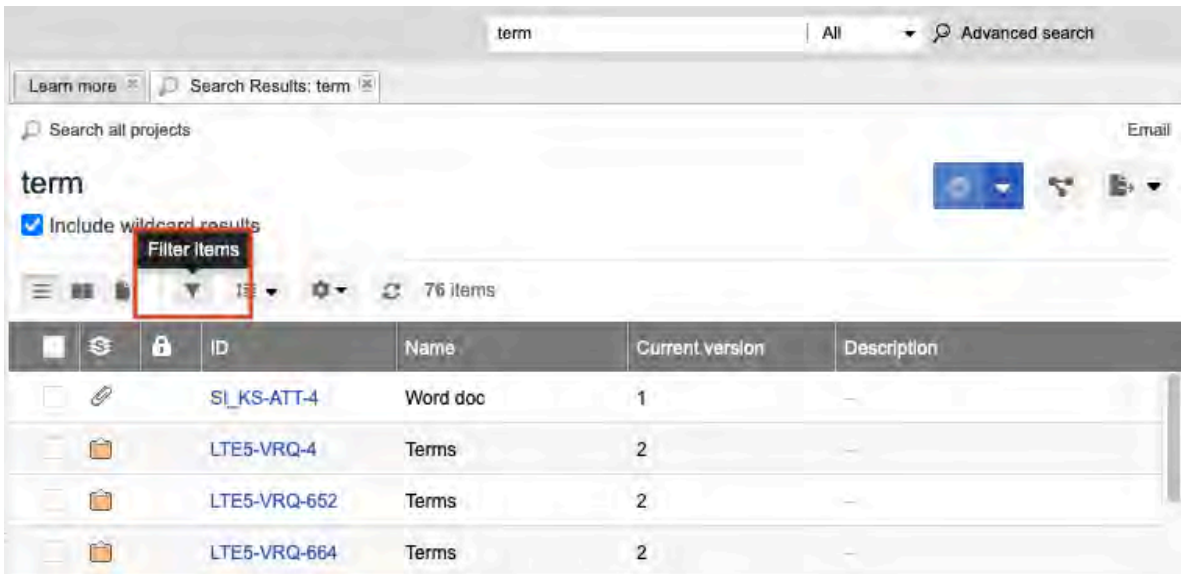 term All Advanced search
Learn more Search Results: term
Search all projects Email
term
Include wildcard results
Filter items
76 items
ID Name Current version Description
SI_KS-ATT-4 Word doc 1 —
LTE5-VRQ-4 Terms 2 —
LTE5-VRQ-652 Terms 2 —
LTE5-VRQ-664 Terms 2 —